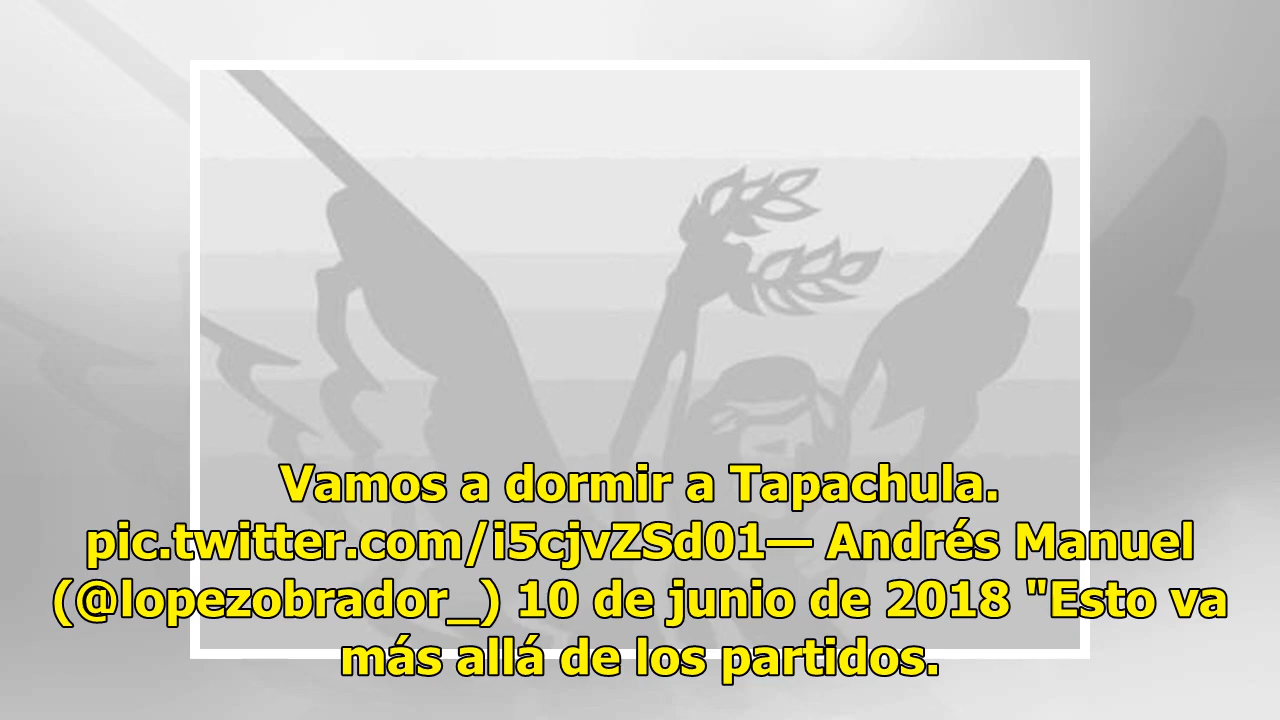 Vamos a dormir a Tapachula.
pic.twitter.com/i5cjvZSd01— Andrés Manuel
(@lopezobrador_) 10 de junio de 2018 "Esto va
más allá de los partidos.